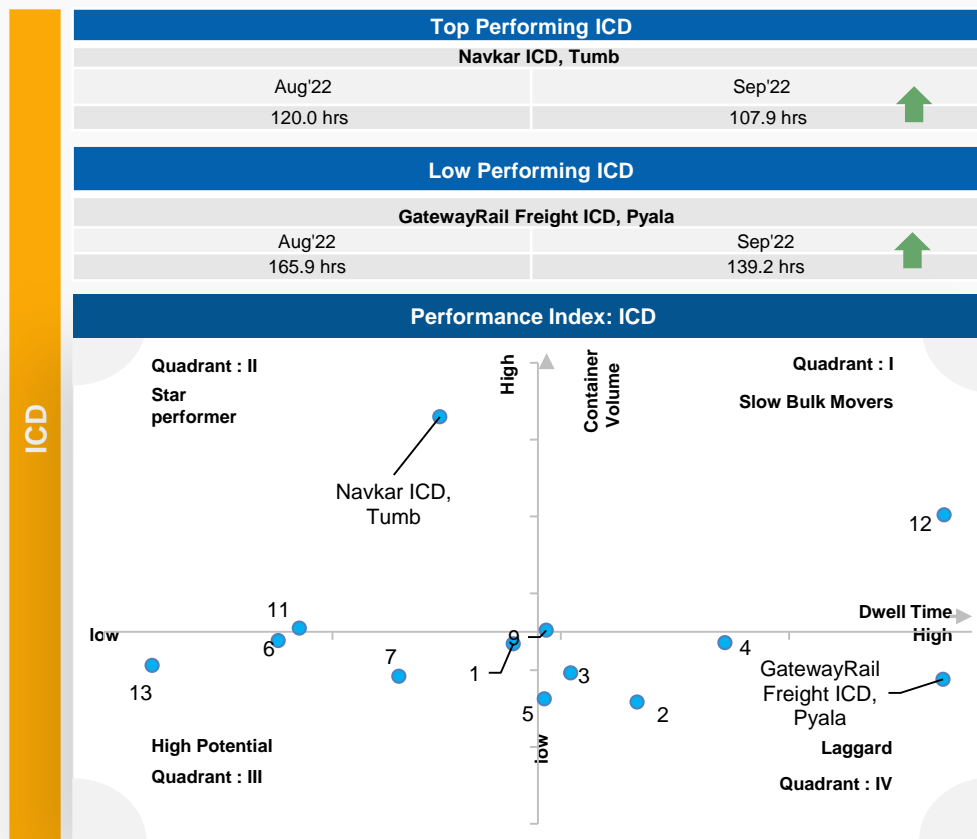 ICD
Top Performing ICD
Navkar ICD, Tumb
Aug'22 Sep'22
120.0 hrs 107.9 hrs
Low Performing ICD
GatewayRail Freight ICD, Pyala
Aug'22 Sep'22
165.9 hrs 139.2 hrs
Performance Index: ICD
Quadrant : II
Star
performer
High
Container
Volume
Quadrant : I
Slow Bulk Movers
Navkar ICD,
Tumb
12
11
Dwell Time
low
High
6
9
4
7
1
3
13
GatewayRail
Freight ICD,
Pyala
5
2
High Potential
low
Laggard
Quadrant : III
Quadrant : IV